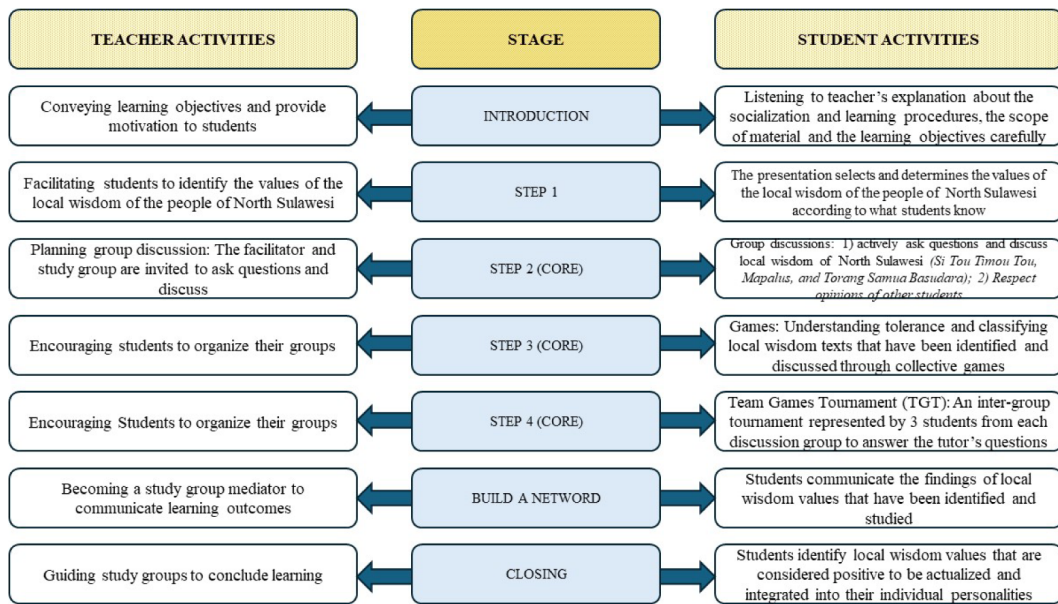 TEACHER ACTIVITIES
STAGE
STUDENT ACTIVITIES
Conveying learning objectives and provide
motivation to students
INTRODUCTION
Listening to teacher's explanation about the
socialization and learning procedures, the scope
of material and the learning objectives carefully
Facilitating students to identify the values of the
local wisdom of the people of North Sulawesi
STEP 1
The presentation selects and determines the values of
the local wisdom of the people of North Sulawesi
according to what students know
Planning group discussion: The facilitator and
study group are invited to ask questions and
discuss
STEP 2 (CORE)
Group discussions: 1) actively ask questions and discuss
local wisdom of North Sulawesi (Si Tou Timou Tou,
Mapalus, and Torang Samua Basudara); 2) Respect
opinions of other students
Encouraging students to organize their groups
STEP 3 (CORE)
Games: Understanding tolerance and classifying
local wisdom texts that have been identified and
discussed through collective games
Encouraging Students to organize their groups
STEP 4 (CORE)
Team Games Tournament (TGT): An inter-group
tournament represented by 3 students from each
discussion group to answer the tutor's questions
Becoming a study group mediator to
communicate learning outcomes
BUILD A NETWORD
Students communicate the findings of local
wisdom values that have been identified and
studied
Guiding study groups to conclude learning
CLOSING
Students identify local wisdom values that are
considered positive to be actualized and
integrated into their individual personalities